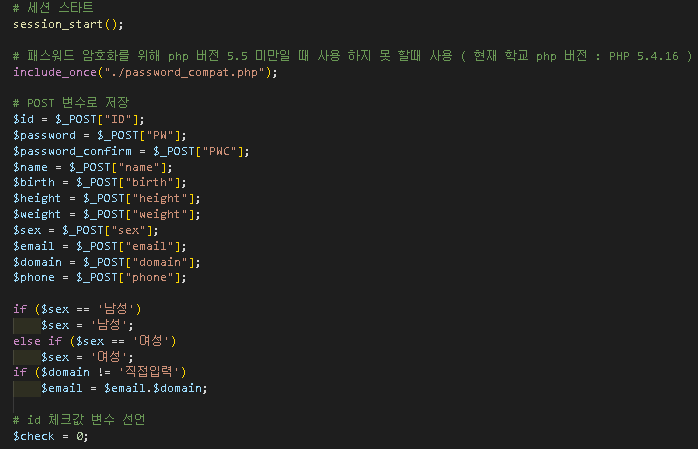 # 세션 스타트
session_start();
# 패스워드 암호화를 위해 php 버전 5.5 미만일 때 사용 하지 못 할때 사용 ( 현재 학교 php 버전 : PHP 5.4.16 )
include_once("./password_compat.php");
# POST 변수로 저장
$id = $_POST["ID"];
$password = $_POST["PW"];
$password_confirm = $_POST["PWC"];
$name = $_POST["name"];
$birth = $_POST["birth"];
$height = $_POST["height"];
$weight = $_POST["weight"];
$sex = $_POST["sex"];
$email = $_POST["email"];
$domain = $_POST["domain"];
$phone = $_POST["phone"];
if ($sex == '남성')
$sex = '남성';
else if ($sex == '여성')
$sex = '여성';
if ($domain != '직접입력')
$email = $email.$domain;
# id 체크값 변수 선언
$check = 0;